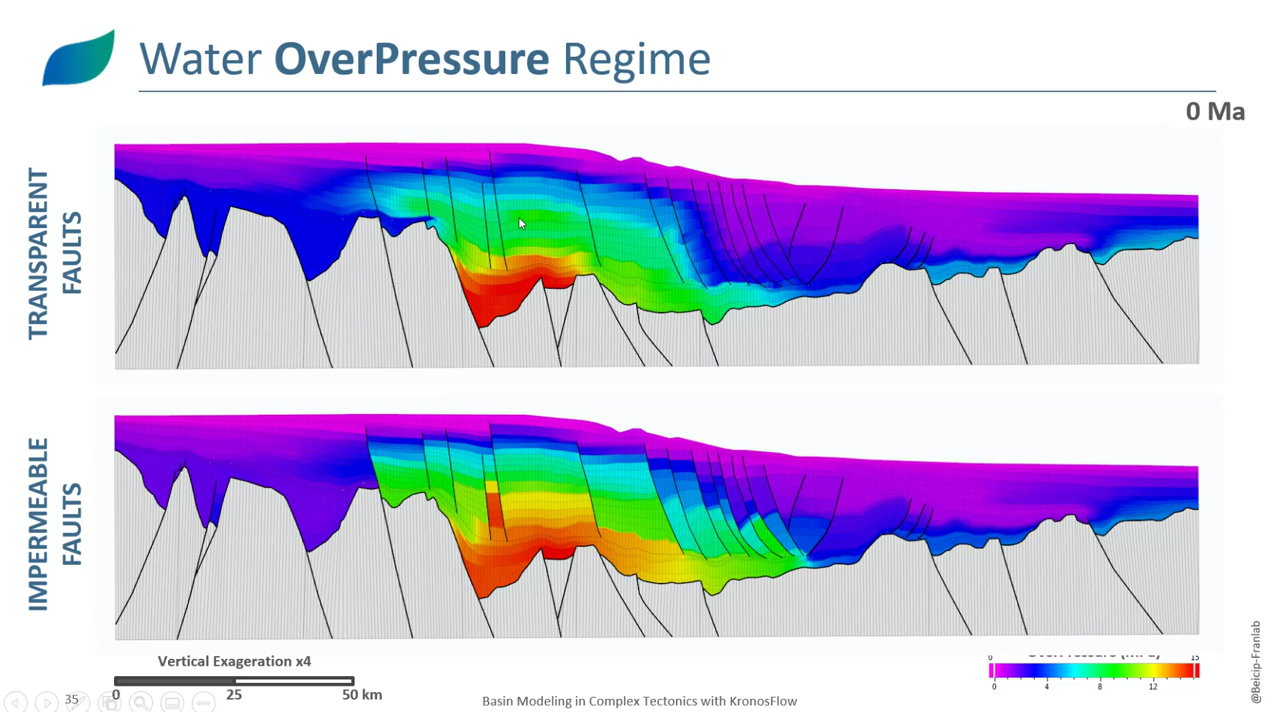 Water OverPressure Regime
0 Ma
TRANSPARENT
FAULTS
IMPERMEABLE
FAULTS
Vertical Exageration x4
0 25 50 km
35
Basin Modeling in Complex Tectonics with KronosFlow
0 15
0 4 8 12
@Beicip-Franlab